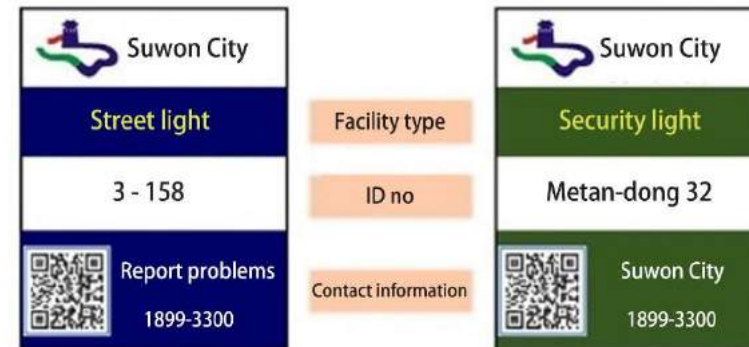 Suwon City
Street light
3 - 158
Report problems
1899-3300
Facility type
ID no
Contact information
Suwon City
Security light
Metan-dong 32
Suwon City
1899-3300